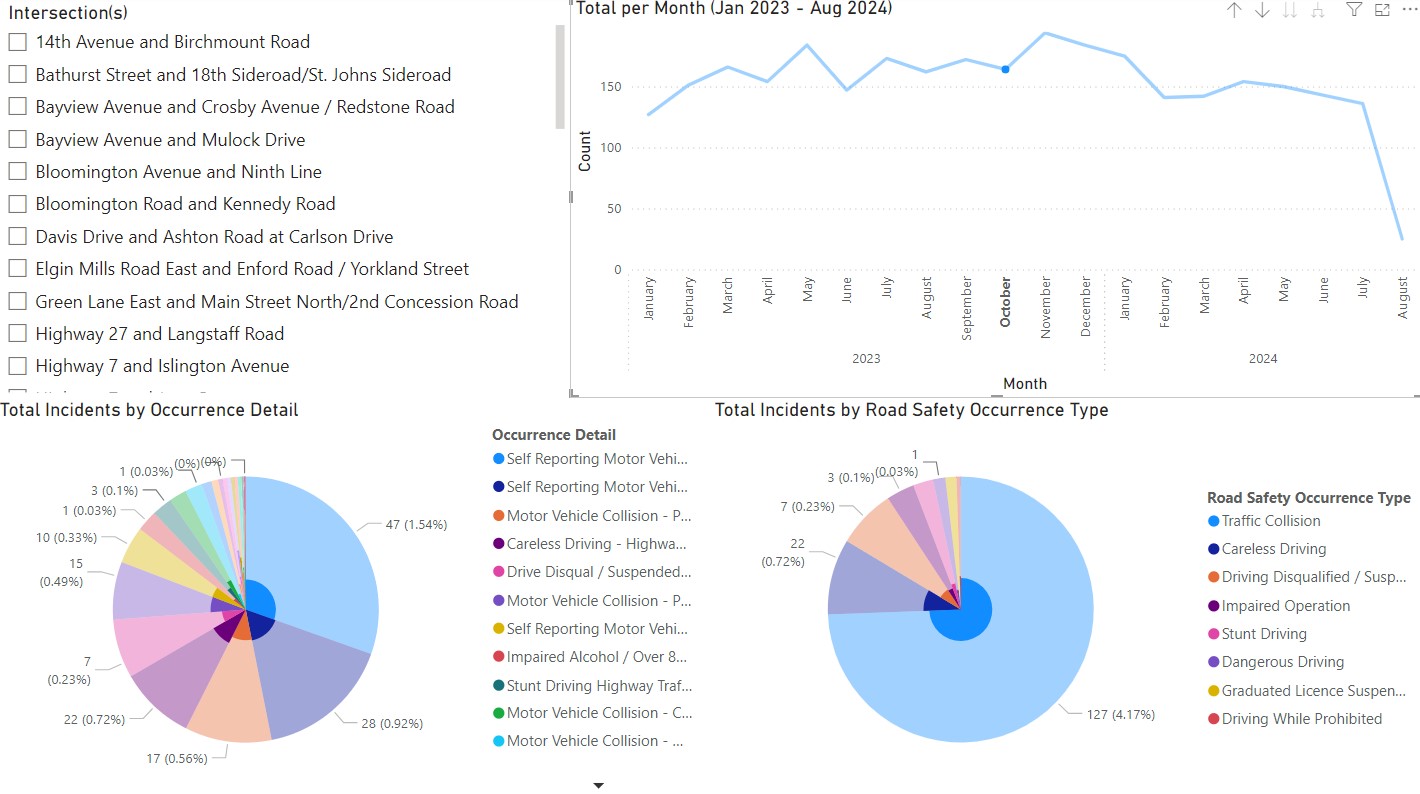 Intersection(s)
14th Avenue and Birchmount Road
Bathurst Street and 18th Sideroad/St. Johns Sideroad
Bayview Avenue and Crosby Avenue / Redstone Road
Bayview Avenue and Mulock Drive
Bloomington Avenue and Ninth Line
Bloomington Road and Kennedy Road
Davis Drive and Ashton Road at Carlson Drive
Elgin Mills Road East and Enford Road / Yorkland Street
Green Lane East and Main Street North/2nd Concession Road
Highway 27 and Langstaff Road
Highway 7 and Islington Avenue
Total per Month (Jan 2023 - Aug 2024)
Count
150
100
50
0
January
February
March
April
May
June
July
August
September
October
November
December
January
February
March
April
May
June
July
August
2023
2024
Month
Total Incidents by Occurrence Detail
1 (0.03%)
(0%)
(0%)
3 (0.1%)
1 (0.03%)
10 (0.33%)
15
(0.49%)
7
(0.23%)
22 (0.72%)
17 (0.56%)
28 (0.92%)
47 (1.54%)
Occurrence Detail
Self Reporting Motor Vehi...
Self Reporting Motor Vehi...
Motor Vehicle Collision - P...
Careless Driving - Highwa...
Drive Disqual / Suspended...
Motor Vehicle Collision - P...
Self Reporting Motor Vehi...
Impaired Alcohol / Over 8...
Stunt Driving Highway Traf...
Motor Vehicle Collision - C...
Motor Vehicle Collision - ...
Total Incidents by Road Safety Occurrence Type
1
(0.03%)
3 (0.1%)
7 (0.23%)
22
(0.72%)
127 (4.17%)
Road Safety Occurrence Type
Traffic Collision
Careless Driving
Driving Disqualified / Susp...
Impaired Operation
Stunt Driving
Dangerous Driving
Graduated Licence Suspen...
Driving While Prohibited